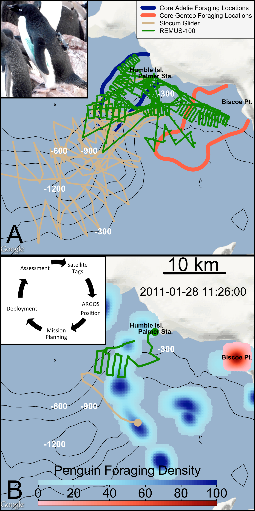 Core Adelie Foraging Locations
Core Gentoo Foraging Locations
Slocum Glider
REMUS-100
Humble Isl.
Palmer Sta.
-300
Biscoe Pt.
-600
-900
-1200
-300
A
10 km
2011-01-28 11:26:00
Assessment
Satellite
Tags
ARGOS
Position
Mission
Planning
Deployment
Humble Isl.
Palmer Sta.
-300
Biscoe Pt.
-600
-900
-1200
Penguin Foraging Density
B
0 20 40 60 80 100